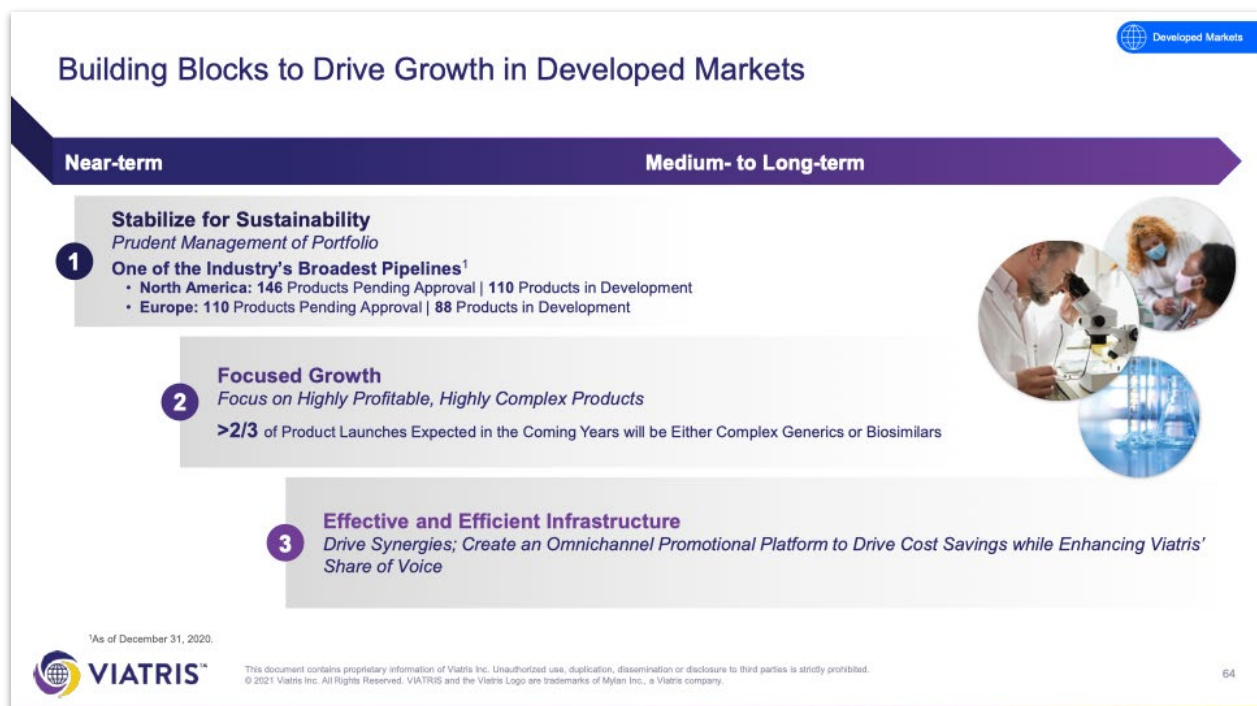 Developed Markets
Building Blocks to Drive Growth in Developed Markets
Near-term
Medium- to Long-term
1
Stabilize for Sustainability
Prudent Management of Portfolio
One of the Industry's Broadest Pipelines¹
• North America: 146 Products Pending Approval | 110 Products in Development
• Europe: 110 Products Pending Approval | 88 Products in Development
2
Focused Growth
Focus on Highly Profitable, Highly Complex Products
>2/3 of Product Launches Expected in the Coming Years will be Either Complex Generics or Biosimilars
3
Effective and Efficient Infrastructure
Drive Synergies; Create an Omnichannel Promotional Platform to Drive Cost Savings while Enhancing Viatris'
Share of Voice
¹As of December 31, 2020.
VIATRIS™
This document contains proprietary information of Viatris Inc. Unauthorized use, duplication, dissemination or disclosure to third parties is strictly prohibited.
© 2021 Viatris Inc. All Rights Reserved. VIATRIS and the Viatris Logo are trademarks of Mylan Inc., a Viatris company.
64